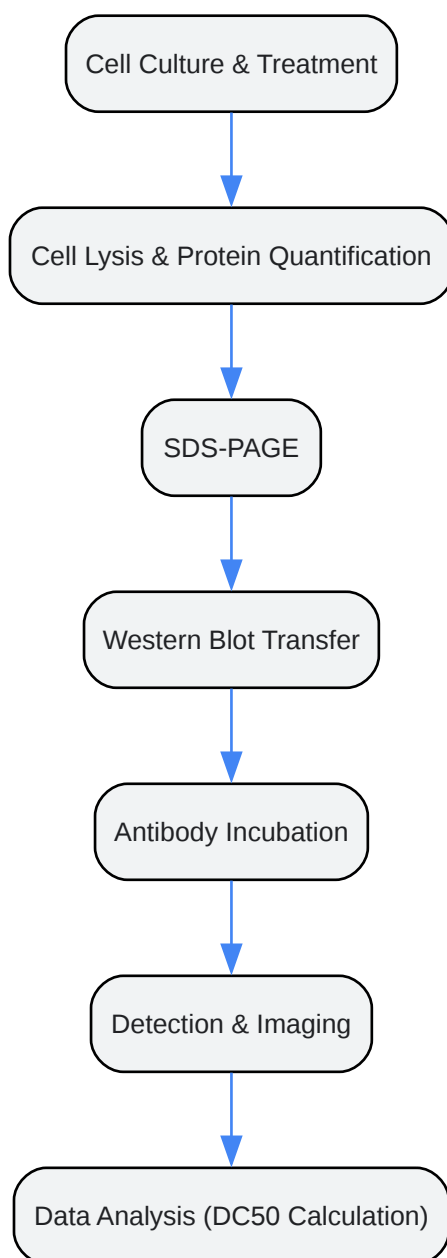 Cell Culture & Treatment
Cell Lysis & Protein Quantification
SDS-PAGE
Western Blot Transfer
Antibody Incubation
Detection & Imaging
Data Analysis (DC50 Calculation)